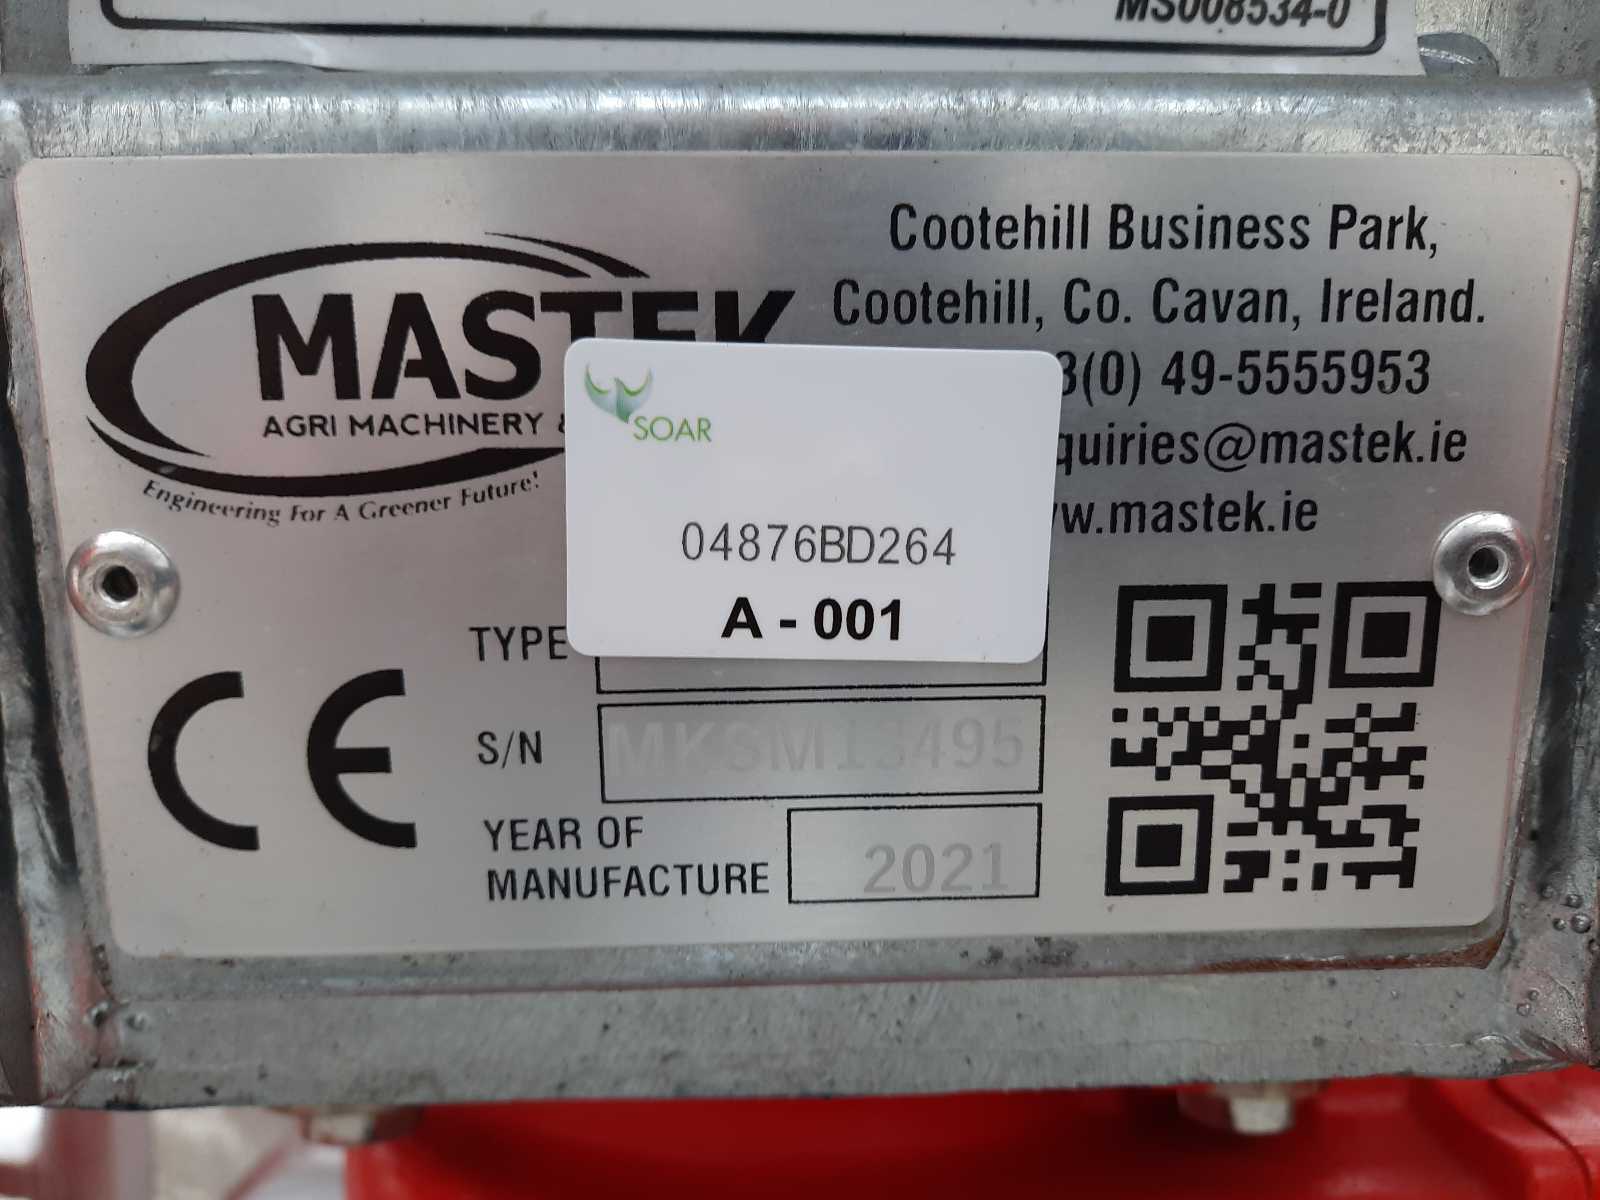 MS008534-0
Cootehill Business Park,
Cootehill, Co. Cavan, Ireland.
3(0) 49-5555953
quiries@mastek.ie
w.mastek.ie
MASTEK
AGRI MACHINERY &
Engineering For A Greener Future!
SOAR
04876BD264
A - 001
TYPE
S/N MKSM13495
YEAR OF
MANUFACTURE 2021
CE